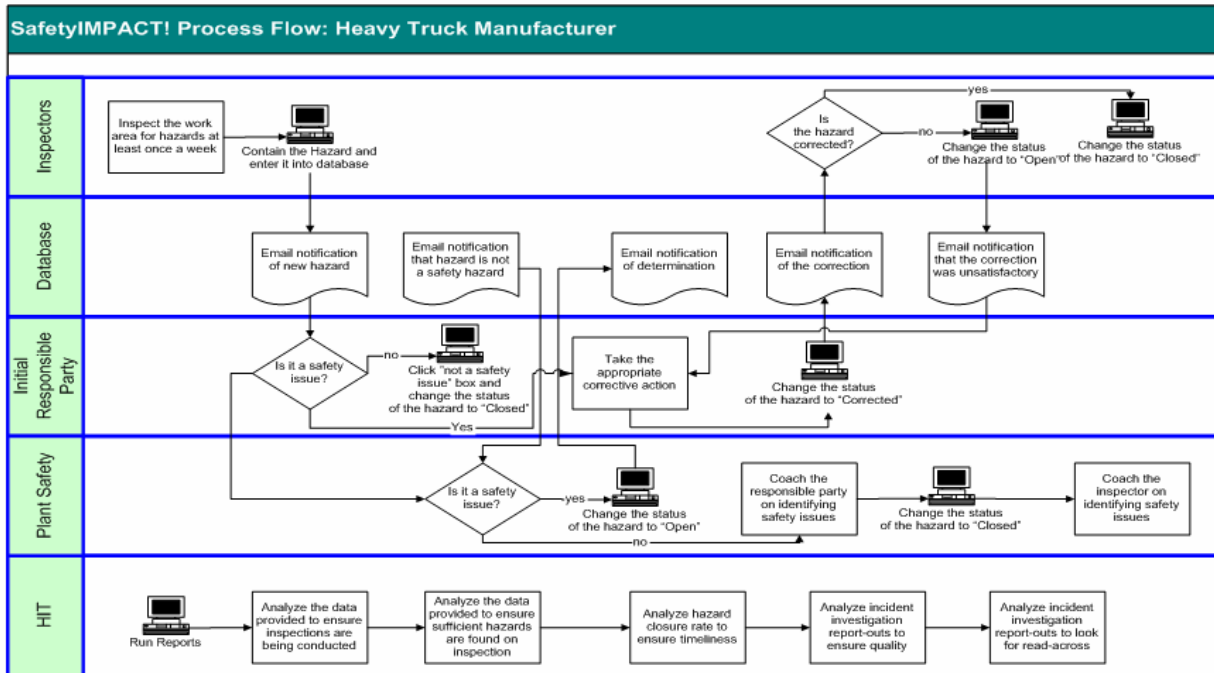 SafetyIMPACT! Process Flow: Heavy Truck Manufacturer
Inspectors
Inspect the work
area for hazards at
least once a week
Contain the Hazard and
enter it into database
Is
the hazard
corrected?
yes
no
Change the status
of the hazard to "Open"
Change the status
of the hazard to "Closed"
Database
Email notification
of new hazard
Email notification
that hazard is not
a safety hazard
Email notification
of determination
Email notification
of the correction
Email notification
that the correction
was unsatisfactory
Initial
Responsible
Party
Is it a safety
issue?
no
Click "not a safety
issue" box and
change the status
of the hazard to "Closed"
Yes
Take the
appropriate
corrective action
Change the status
of the hazard to "Corrected"
Plant Safety
Is it a safety
issue?
yes
Change the status
of the hazard to "Open"
no
Coach the
responsible party
on identifying
safety issues
Change the status
of the hazard to "Closed"
Coach the
inspector on
identifying safety
issues
HIT
Run Reports
Analyze the data
provided to ensure
inspections are
being conducted
Analyze the data
provided to ensure
sufficient hazards
are found on
inspection
Analyze hazard
closure rate to
ensure timeliness
Analyze incident
investigation
report-outs to
ensure quality
Analyze incident
investigation
report-outs to look
for read-across